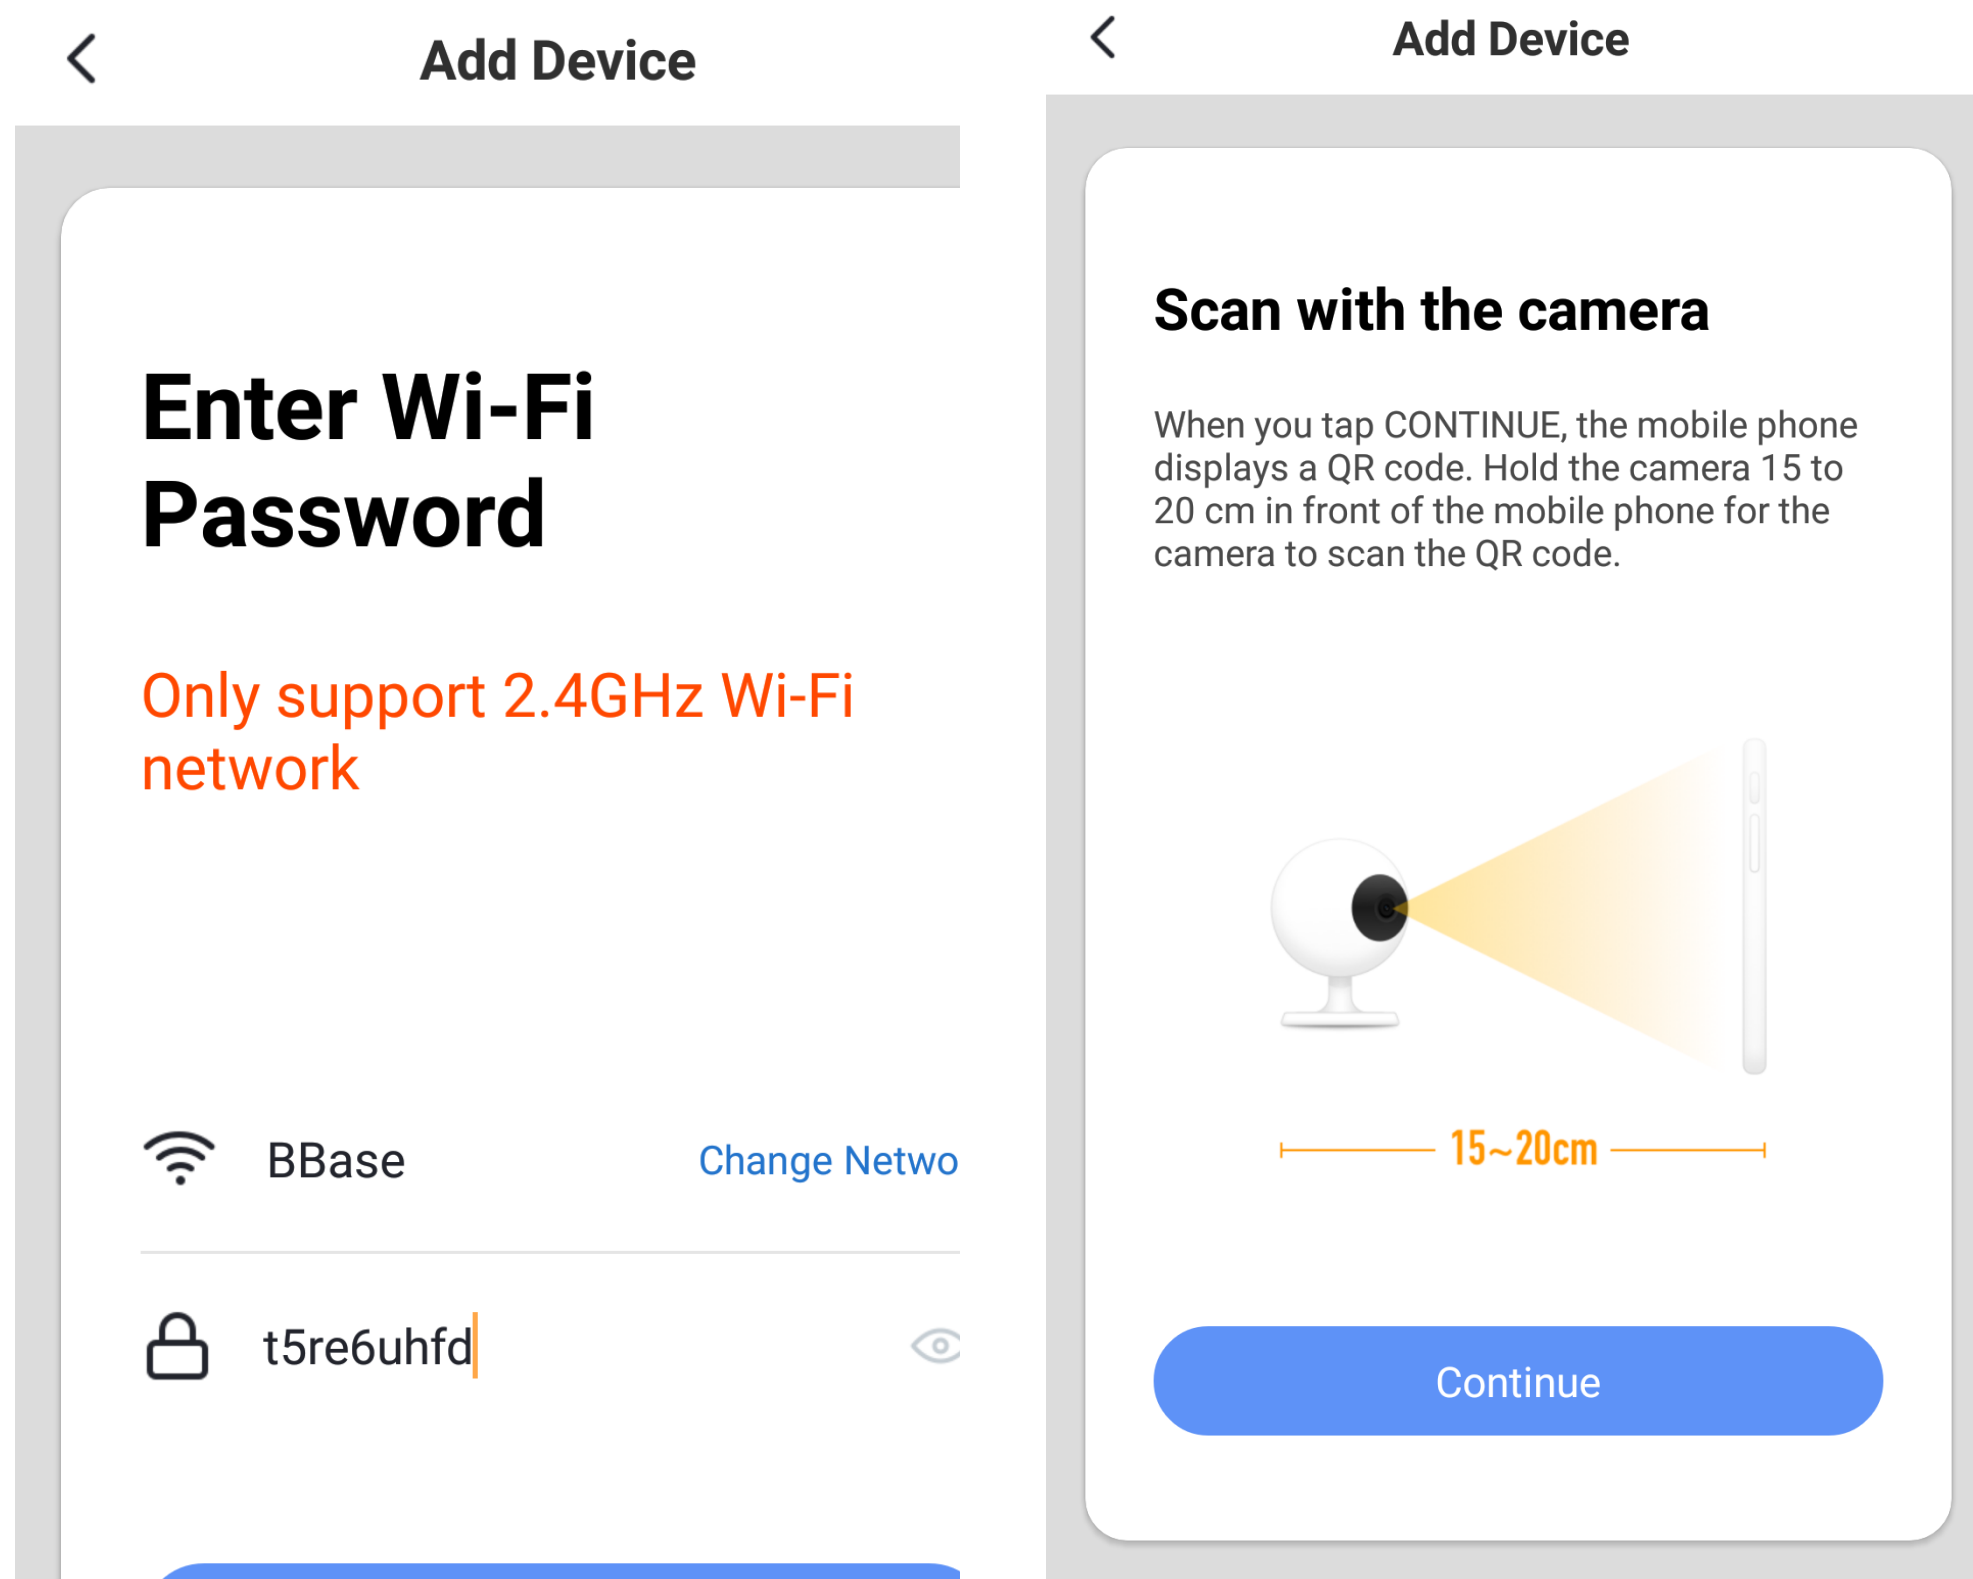 Add Device
Enter Wi-Fi
Password
Only support 2.4GHz Wi-Fi
network
BBase
Change Netwo
t5re6uhfd
Add Device
Scan with the camera
When you tap CONTINUE, the mobile phone
displays a QR code. Hold the camera 15 to
20 cm in front of the mobile phone for the
camera to scan the QR code.
15~20cm
Continue